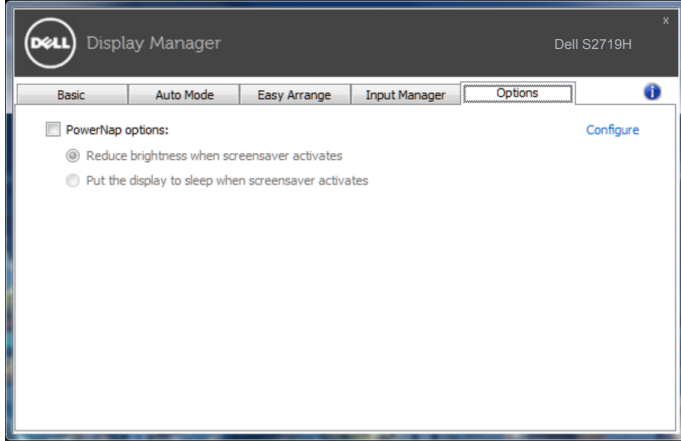 DELL Display Manager
x
Dell S2719H
Basic Auto Mode Easy Arrange Input Manager Options i
PowerNap options: Configure
Reduce brightness when screensaver activates
Put the display to sleep when screensaver activates